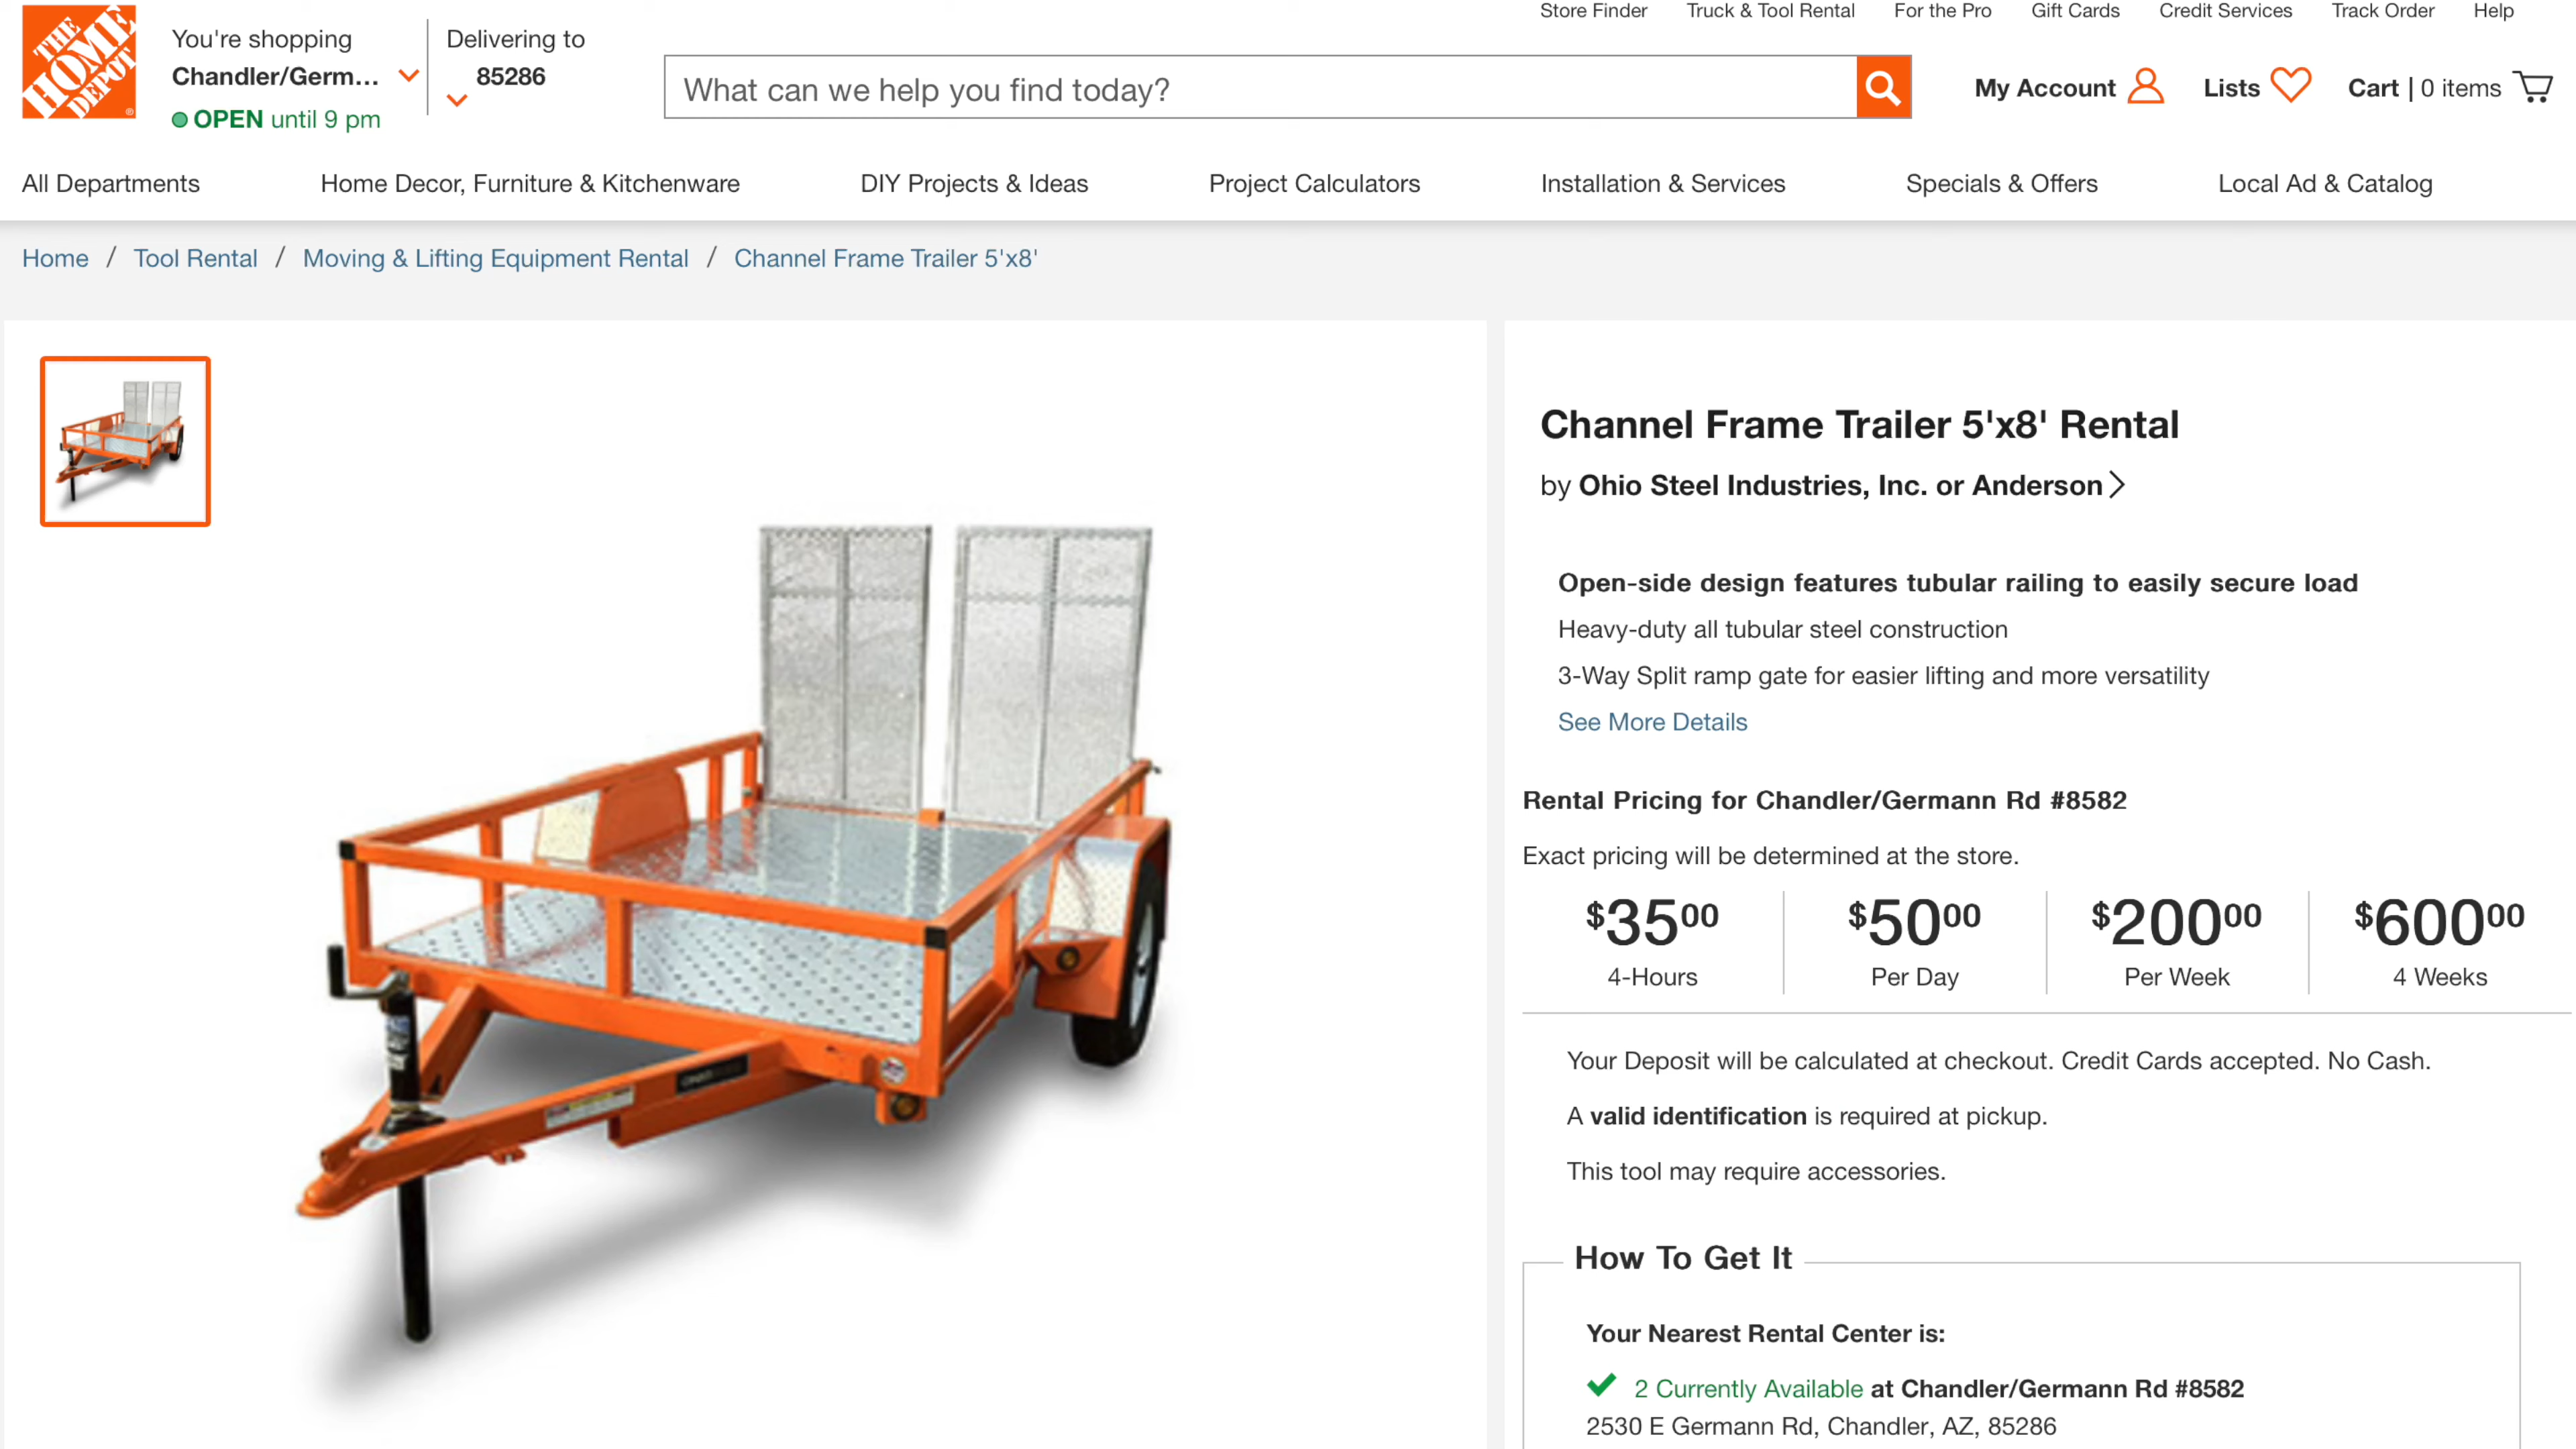 THE HOME DEPOT
You're shopping
Chandler/Germ...
OPEN until 9 pm
Delivering to
85286
What can we help you find today?
Store Finder Truck & Tool Rental For the Pro Gift Cards Credit Services Track Order Help
My Account Lists Cart | 0 items
All Departments Home Decor, Furniture & Kitchenware DIY Projects & Ideas Project Calculators Installation & Services Specials & Offers Local Ad & Catalog
Home / Tool Rental / Moving & Lifting Equipment Rental / Channel Frame Trailer 5'x8'
Channel Frame Trailer 5'x8' Rental
by Ohio Steel Industries, Inc. or Anderson
Open-side design features tubular railing to easily secure load
Heavy-duty all tubular steel construction
3-Way Split ramp gate for easier lifting and more versatility
See More Details
Rental Pricing for Chandler/Germann Rd #8582
Exact pricing will be determined at the store.
$35 00 $50 00 $200 00 $600 00
4-Hours Per Day Per Week 4 Weeks
Your Deposit will be calculated at checkout. Credit Cards accepted. No Cash.
A valid identification is required at pickup.
This tool may require accessories.
How To Get It
Your Nearest Rental Center is:
2 Currently Available at Chandler/Germann Rd #8582
2530 E Germann Rd, Chandler, AZ, 85286